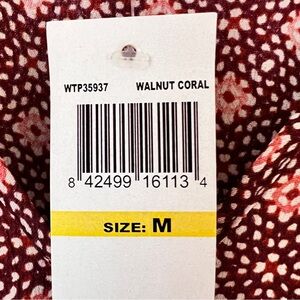 WTP35937 WALNUT CORAL
8 42499 16113 4
SIZE: M